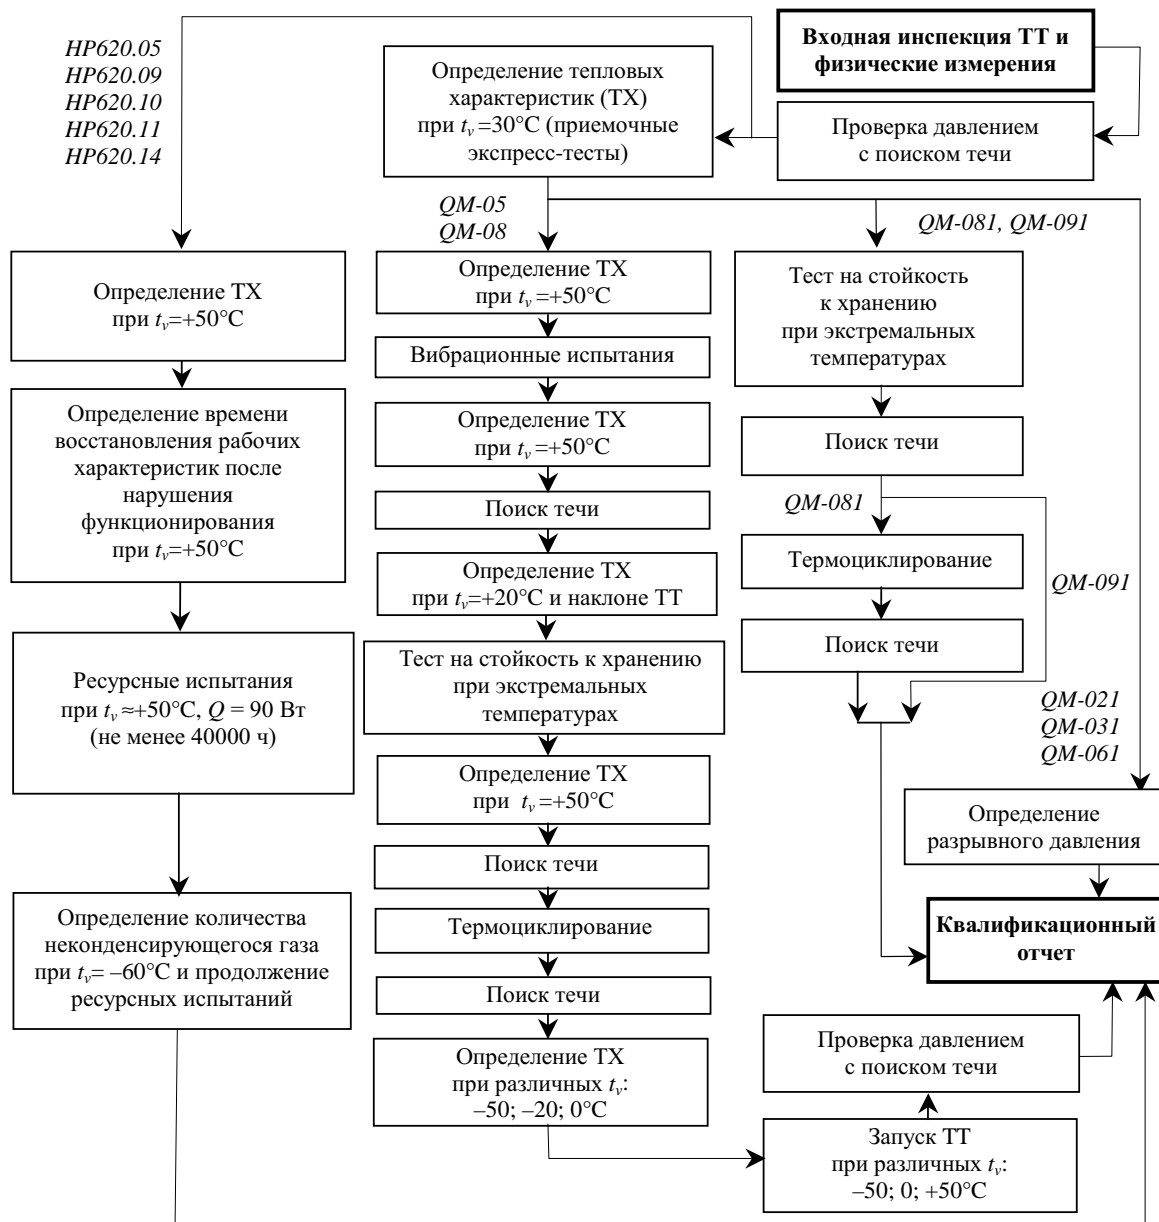 HP620.05
HP620.09
HP620.10
HP620.11
HP620.14
Определение тепловых
характеристик (ТХ)
при tv =30°C (приемочные
экспресс-тесты)
Входная инспекция ТТ и
физические измерения
Проверка давлением
с поиском течи
QM-05
QM-08
QM-081, QM-091
Определение ТХ
при tv=+50°C
Определение времени
восстановления рабочих
характеристик после
нарушения
функционирования
при tv=+50°C
Ресурсные испытания
при tv ≈+50°C, Q = 90 Вт
(не менее 40000 ч)
Определение количества
неконденсирующегося газа
при tv= –60°C и продолжение
ресурсных испытаний
Определение ТХ
при tv =+50°C
Вибрационные испытания
Определение ТХ
при tv =+50°C
Поиск течи
Определение ТХ
при tv=+20°C и наклоне ТТ
Тест на стойкость к хранению
при экстремальных
температурах
Определение ТХ
при tv =+50°C
Поиск течи
Термоциклирование
Поиск течи
Определение ТХ
при различных tv:
–50; –20; 0°C
Тест на стойкость
к хранению
при экстремальных
температурах
Поиск течи
QM-081
Термоциклирование
QM-091
Поиск течи
QM-021
QM-031
QM-061
Определение
разрывного давления
Квалификационный
отчет
Проверка давлением
с поиском течи
Запуск ТТ
при различных tv:
–50; 0; +50°C